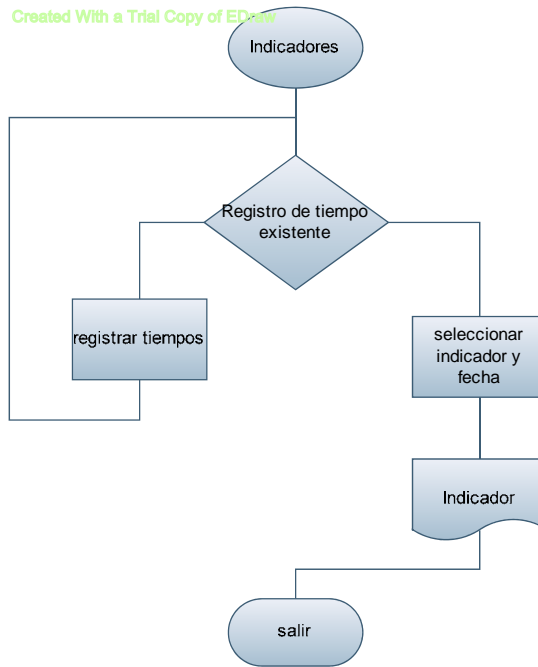 Created With a Trial Copy of EDraw
Indicadores
Registro de tiempo
existente
registrar tiempos
seleccionar
indicador y
fecha
Indicador
salir